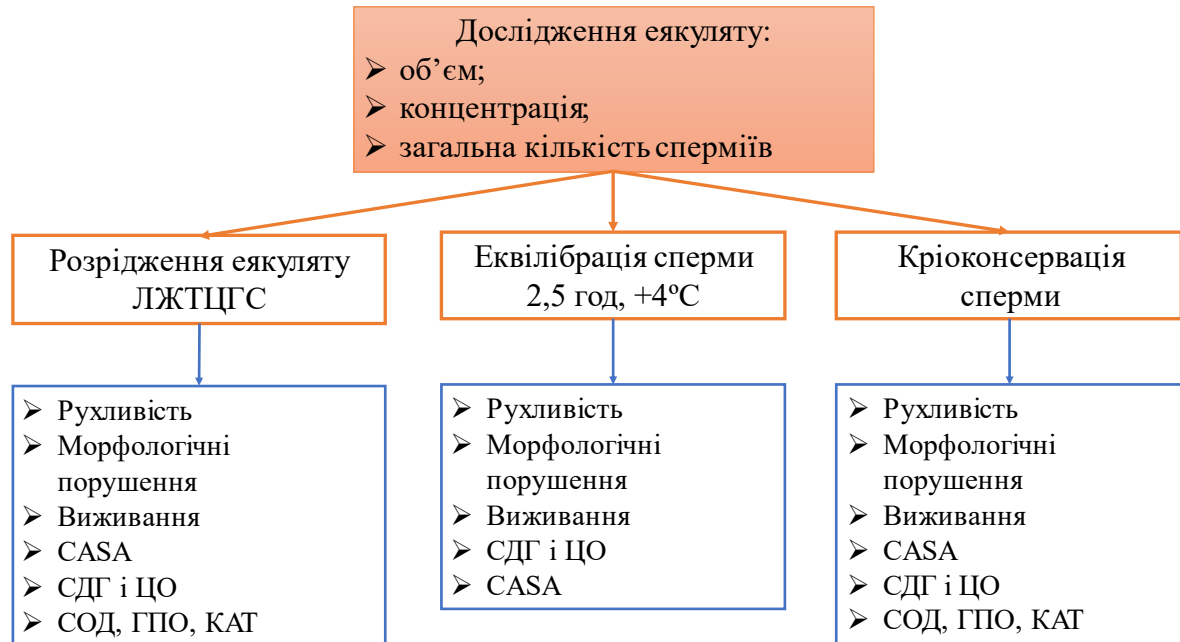 Дослідження еякуляту:
➢ об’єм;
➢ концентрація;
➢ загальна кількість сперміїв
Розрідження еякуляту
ЛЖТЦГС
Еквілібрація сперми
2,5 год, +4ºС
Кріоконсервація
сперми
➢ Рухливість
➢ Морфологічні
порушення
➢ Виживання
➢ CASA
➢ СДГ і ЦО
➢ СОД, ГПО, КАТ
➢ Рухливість
➢ Морфологічні
порушення
➢ Виживання
➢ СДГ і ЦО
➢ CASA
➢ Рухливість
➢ Морфологічні
порушення
➢ Виживання
➢ CASA
➢ СДГ і ЦО
➢ СОД, ГПО, КАТ